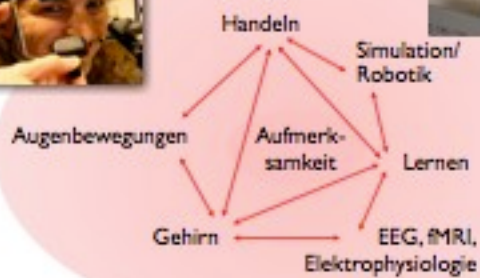 Handeln
Simulation/
Robotik
Augenbewegungen
Aufmerk-
samkeit
Lernen
Gehirn
EEG, fMRI,
Elektrophysiologie